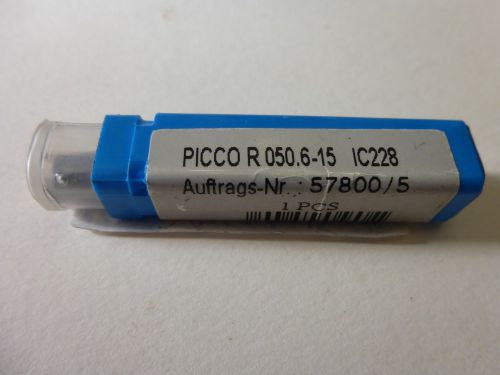 PICCO R 050.6-15 IC228
Auftrags-Nr.: 57800/5
1 PCS